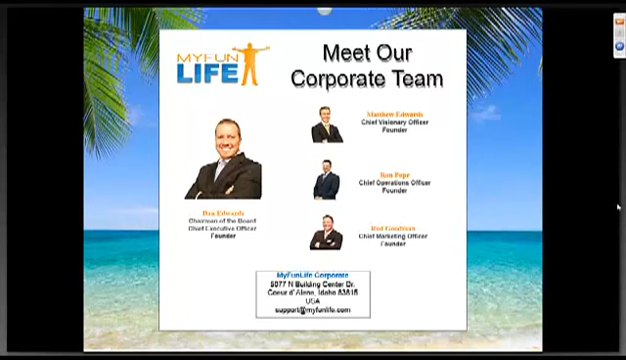 MYFUN
LIFE
Meet Our
Corporate Team
Matthew Edwards
Chief Visionary Officer
Founder
Ron Pope
Chief Operations Officer
Founder
Dan Edwards
Chairman of the Board
Chief Executive Officer
Founder
Chief Marketing Officer
Founder
MyFunLife Corporate
5077 N Building Center Dr.
Coeur d'Alene, Idaho 83815
USA
support@myfunlife.com